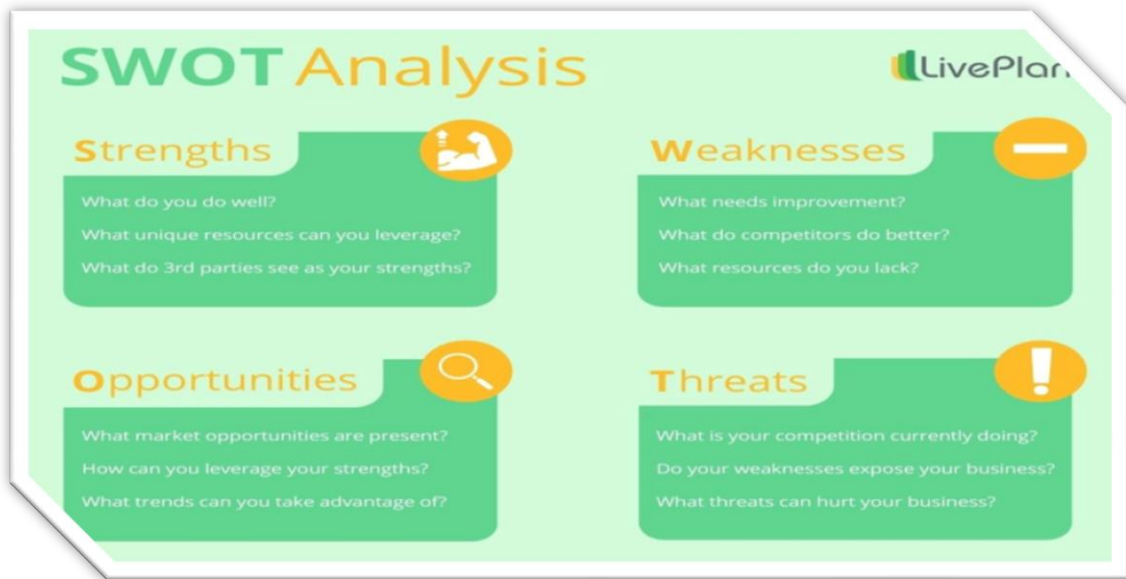 SWOT Analysis
LivePlan
Strengths
What do you do well?
What unique resources can you leverage?
What do 3rd parties see as your strengths?
Weaknesses
What needs improvement?
What do competitors do better?
What resources do you lack?
Opportunities
What market opportunities are present?
How can you leverage your strengths?
What trends can you take advantage of?
Threats
What is your competition currently doing?
Do your weaknesses expose your business?
What threats can hurt your business?